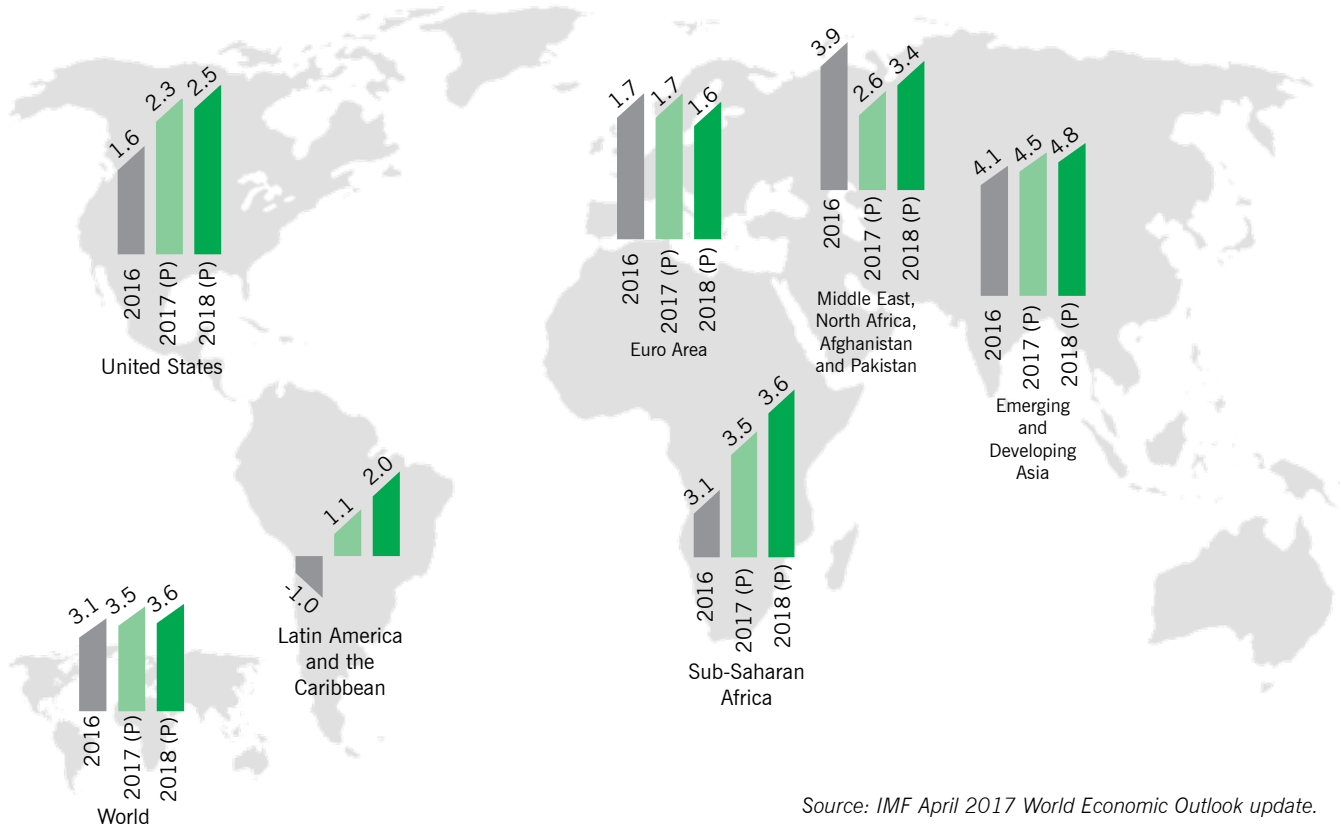 1.6
2.3
2.5
2016
2017 (P)
2018 (P)
United States
1.7
1.7
1.6
2016
2017 (P)
2018 (P)
Euro Area
3.9
2.6
3.4
2016
2017 (P)
2018 (P)
Middle East,
North Africa,
Afghanistan
and Pakistan
4.1
4.5
4.8
2016
2017 (P)
2018 (P)
Emerging
and
Developing
Asia
-1.0
1.1
2.0
Latin America
and the
Caribbean
3.1
3.5
3.6
2016
2017 (P)
2018 (P)
Sub-Saharan
Africa
3.1
3.5
3.6
2016
2017 (P)
2018 (P)
World
Source: IMF April 2017 World Economic Outlook update.